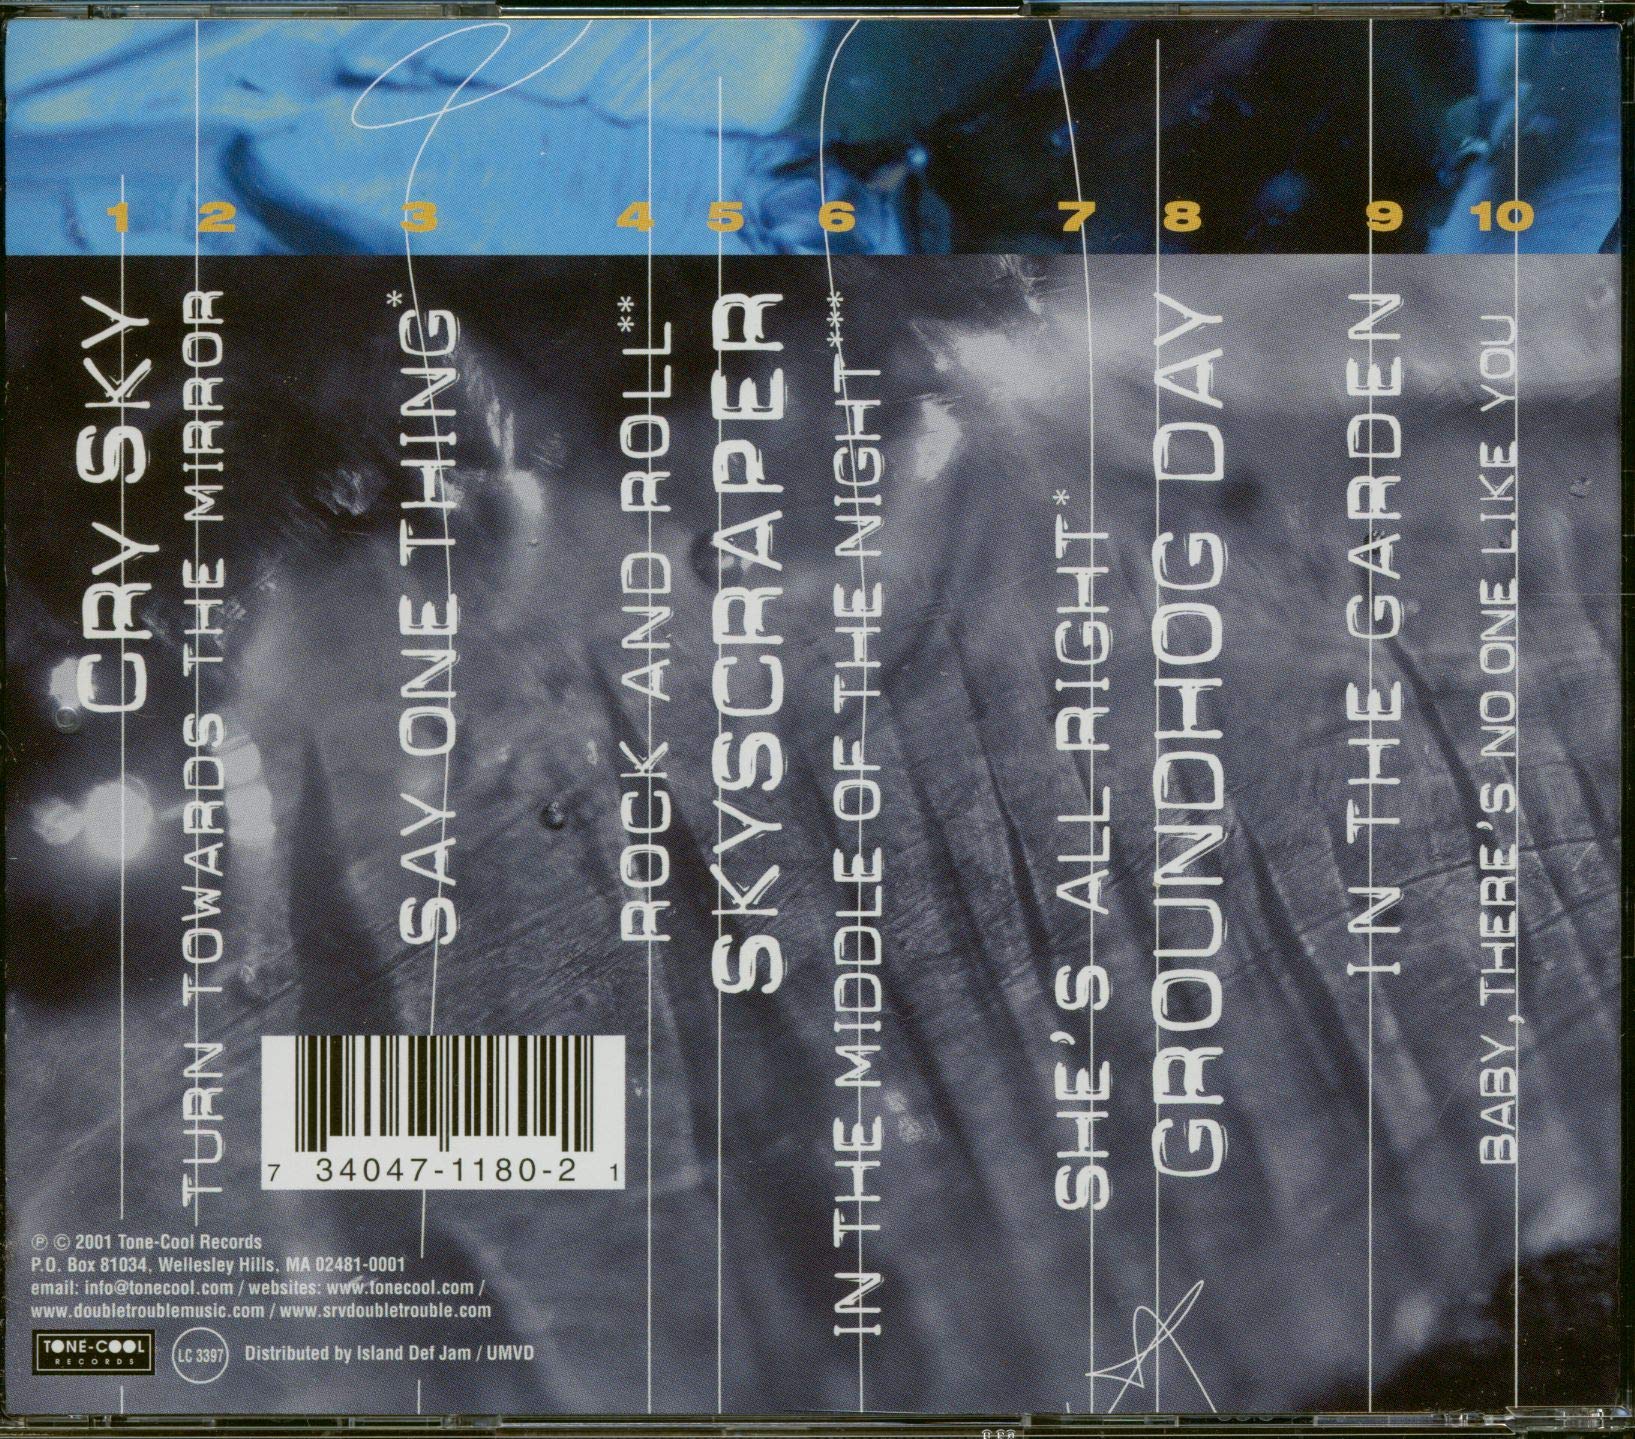 1
2
3
4
5
6
7
8
9
10
CRY SKY
TURN TOWARDS THE MIRROR
SAY ONE THING*
ROCK AND ROLL**
SKYSCRAPER
IN THE MIDDLE OF THE NIGHT***
SHE'S ALL RIGHT*
GROUNDHOG DAY
IN THE GARDEN
BABY, THERE'S NO ONE LIKE YOU
7 34047-1180-2 1
℗ © 2001 Tone-Cool Records
P.O. Box 81034, Wellesley Hills, MA 02481-0001
email: info@tonecool.com / websites: www.tonecool.com /
www.doubletroublemusic.com / www.srvdoubletrouble.com
TONE-COOL
RECORDS
LC 3397
Distributed by Island Def Jam / UMVD